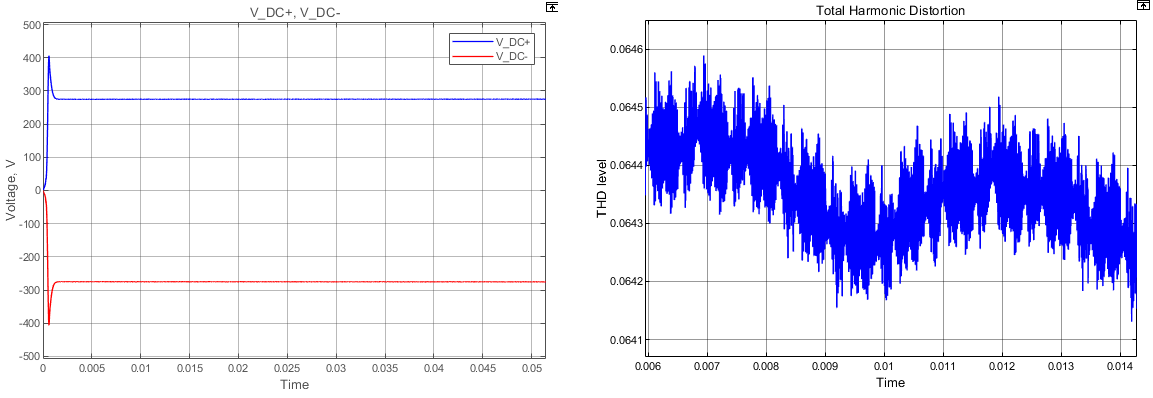 V_DC+, V_DC-
500
400
300
200
100
0
-100
-200
-300
-400
-500
Voltage, V
V_DC+
V_DC-
0 0.005 0.01 0.015 0.02 0.025 0.03 0.035 0.04 0.045 0.05
Time
Total Harmonic Distortion
0.0646
0.0645
0.0644
0.0643
0.0642
0.0641
THD level
0.006 0.007 0.008 0.009 0.01 0.011 0.012 0.013 0.014
Time